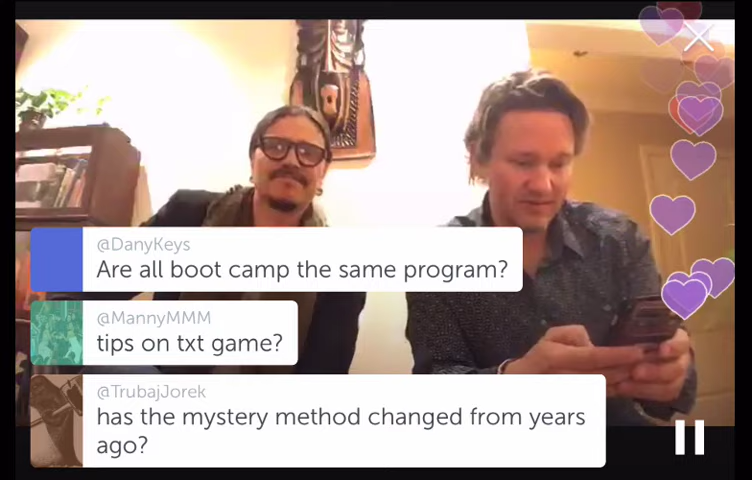 @DanyKeys
Are all boot camp the same program?
@MannyMMM
tips on txt game?
@TrubajJorek
has the mystery method changed from years
ago?